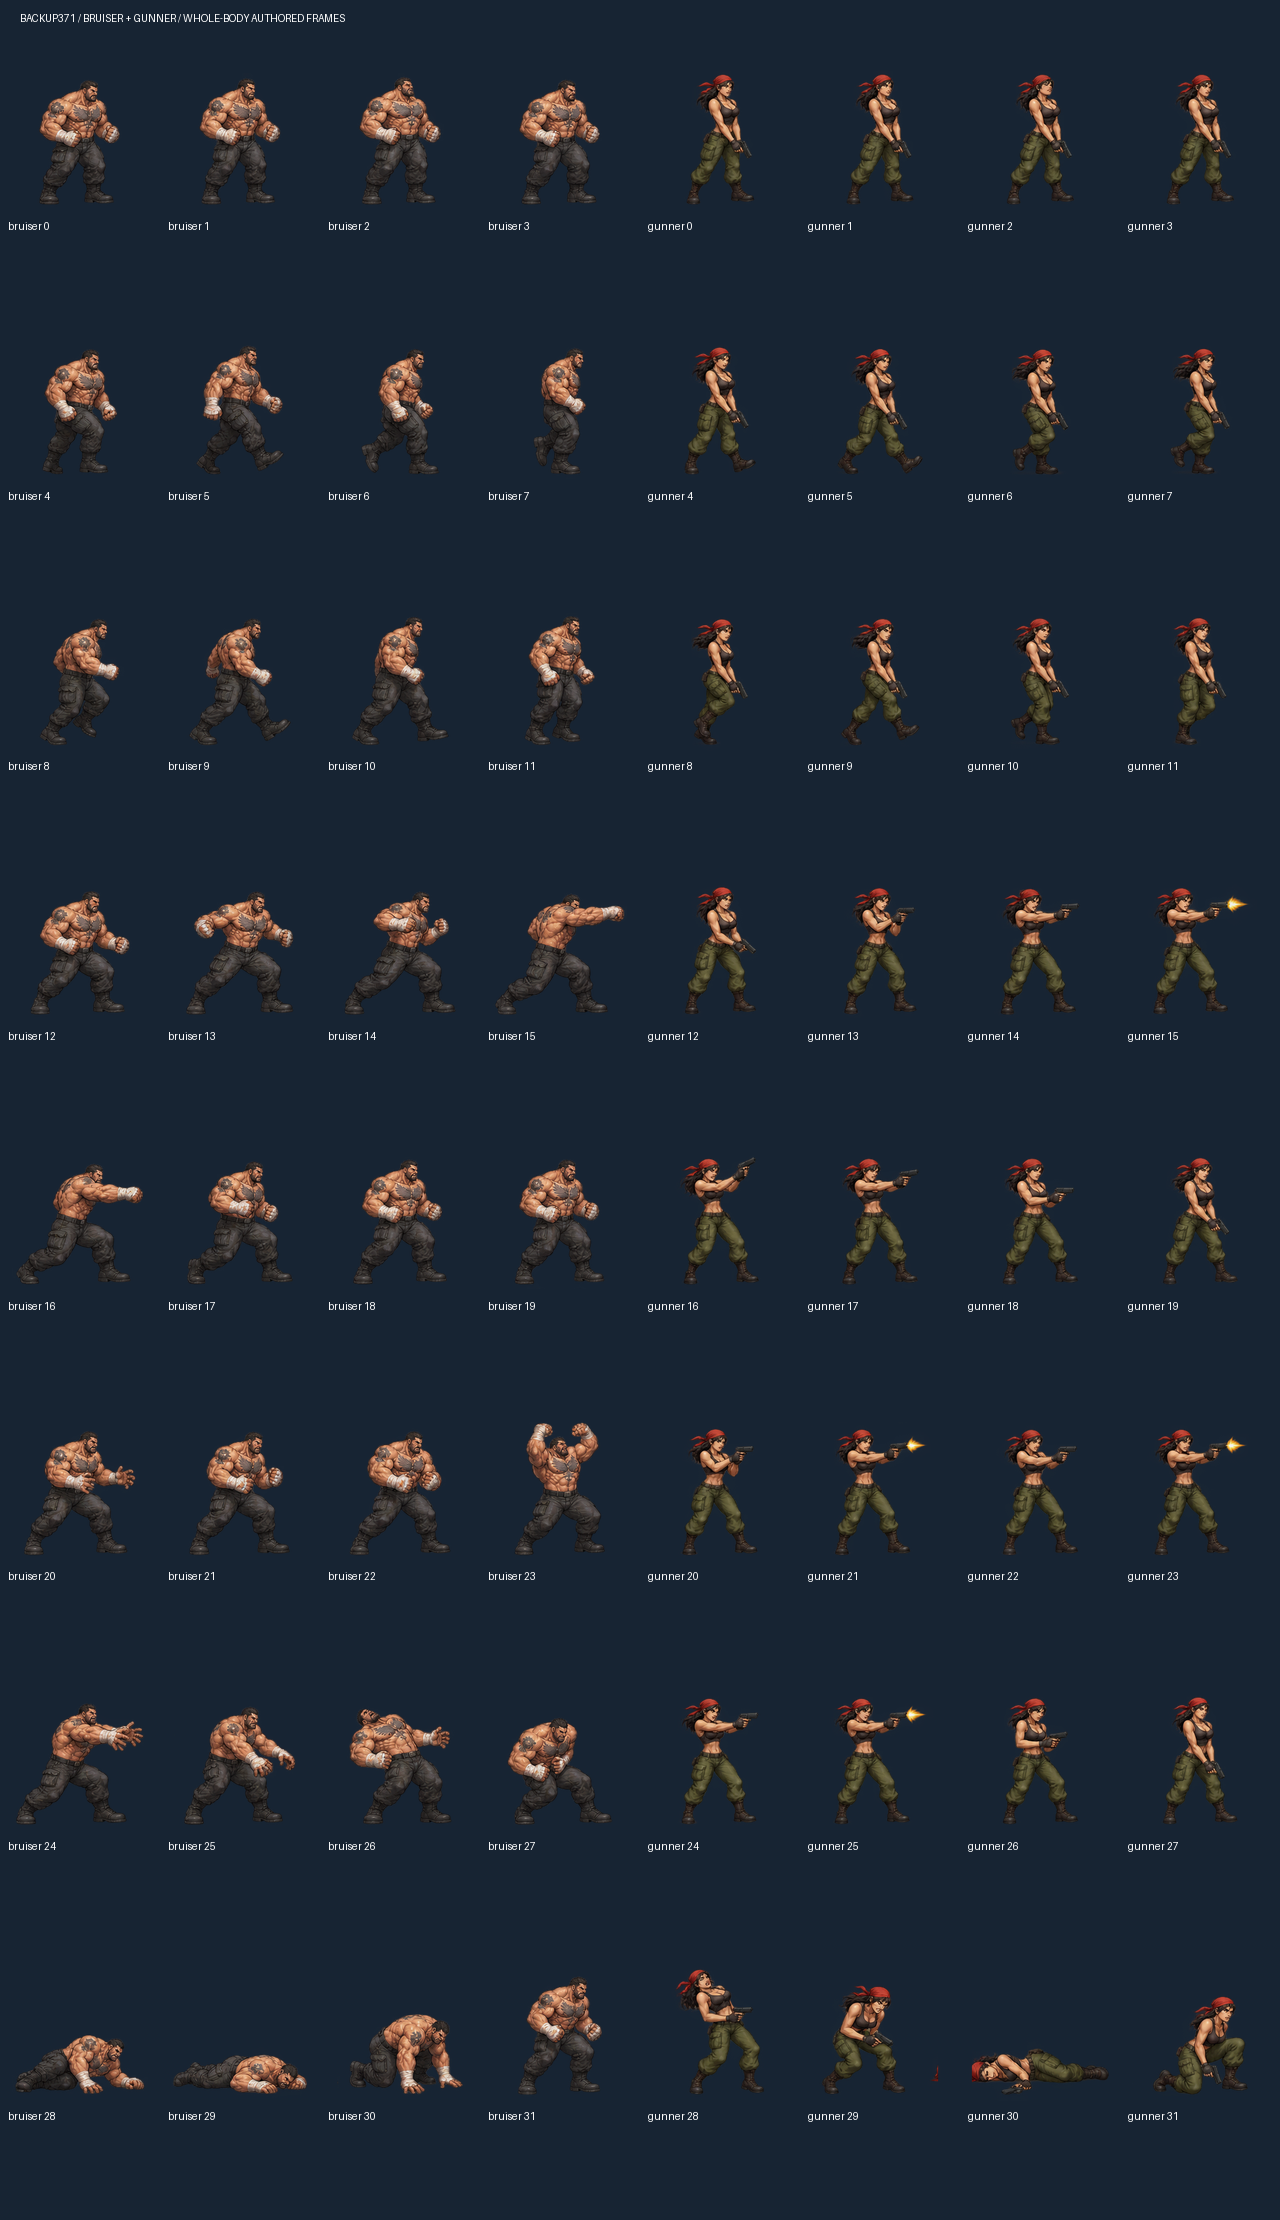 BACKUP371 / BRUISER + GUNNER / WHOLE-BODY AUTHORED FRAMES
bruiser 0 bruiser 1 bruiser 2 bruiser 3 gunner 0 gunner 1 gunner 2 gunner 3
bruiser 4 bruiser 5 bruiser 6 bruiser 7 gunner 4 gunner 5 gunner 6 gunner 7
bruiser 8 bruiser 9 bruiser 10 bruiser 11 gunner 8 gunner 9 gunner 10 gunner 11
bruiser 12 bruiser 13 bruiser 14 bruiser 15 gunner 12 gunner 13 gunner 14 gunner 15
bruiser 16 bruiser 17 bruiser 18 bruiser 19 gunner 16 gunner 17 gunner 18 gunner 19
bruiser 20 bruiser 21 bruiser 22 bruiser 23 gunner 20 gunner 21 gunner 22 gunner 23
bruiser 24 bruiser 25 bruiser 26 bruiser 27 gunner 24 gunner 25 gunner 26 gunner 27
bruiser 28 bruiser 29 bruiser 30 bruiser 31 gunner 28 gunner 29 gunner 30 gunner 31